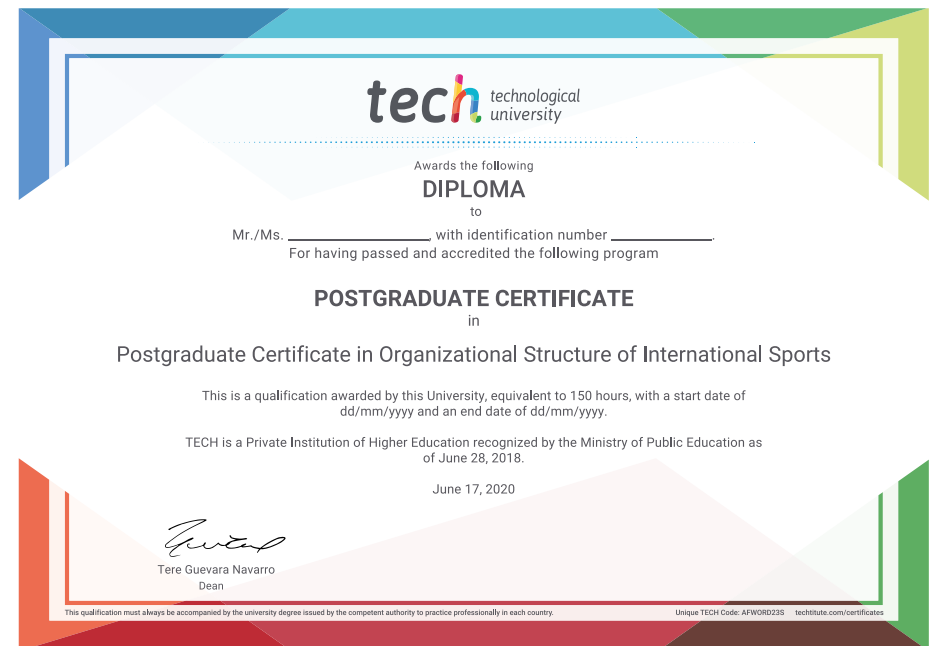 tech technological
university
Awards the following
DIPLOMA
to
Mr./Ms. ____________________, with identification number ______________.
For having passed and accredited the following program
POSTGRADUATE CERTIFICATE
in
Postgraduate Certificate in Organizational Structure of International Sports
This is a qualification awarded by this University, equivalent to 150 hours, with a start date of
dd/mm/yyyy and an end date of dd/mm/yyyy.
TECH is a Private Institution of Higher Education recognized by the Ministry of Public Education as
of June 28, 2018.
June 17, 2020
Tere Guevara Navarro
Dean
This qualification must always be accompanied by the university degree issued by the competent authority to practice professionally in each country.
Unique TECH Code: AFWORD23S techtitute.com/certificates